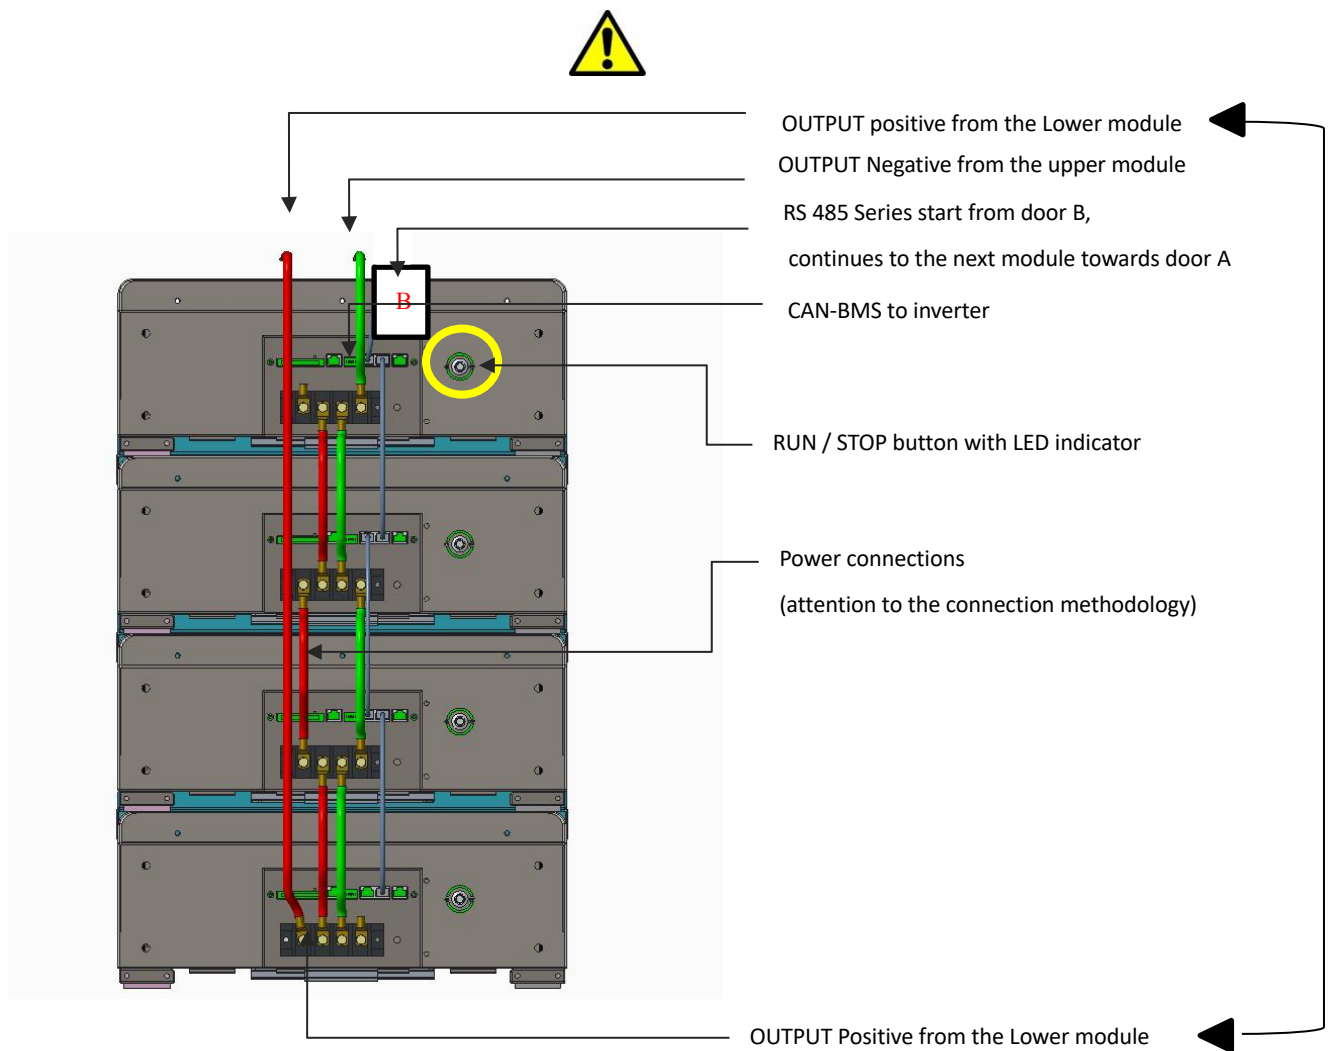 OUTPUT positive from the Lower module
OUTPUT Negative from the upper module
RS 485 Series start from door B,
continues to the next module towards door A
B
CAN-BMS to inverter
RUN / STOP button with LED indicator
Power connections
(attention to the connection methodology)
OUTPUT Positive from the Lower module